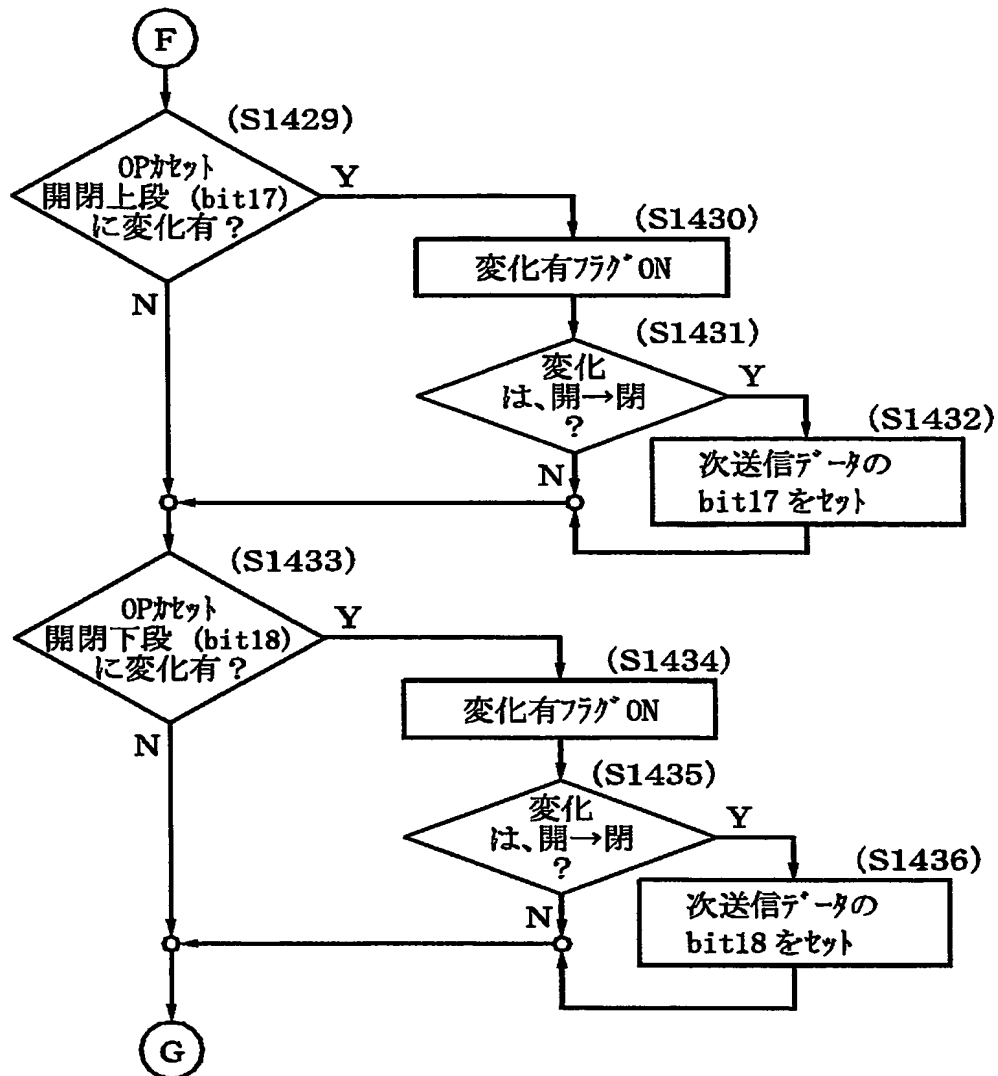 F
(S1429)
OPカセット
開閉上段 (bit17)
に変化有？
Y
N
(S1430)
変化有フラグON
(S1431)
変化
は、開→閉
？
Y
N
(S1432)
次送信データの
bit17をセット
(S1433)
OPカセット
開閉下段 (bit18)
に変化有？
Y
N
(S1434)
変化有フラグON
(S1435)
変化
は、開→閉
？
Y
N
(S1436)
次送信データの
bit18をセット
G